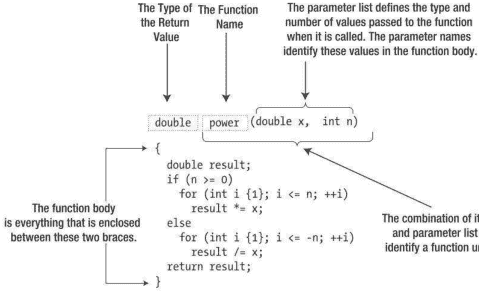 The Type of
the Return
Value
The Function
Name
The parameter list defines the type and
number of values passed to the function
when it is called. The parameter names
identify these values in the function body.
double power (double x, int n)
{
double result;
if (n >= 0)
for (int i {1}; i <= n; ++i)
result *= x;
else
for (int i {1}; i <= -n; ++i)
result /= x;
return result;
}
The function body
is everything that is enclosed
between these two braces.
The combination of it
and parameter list
identify a function u